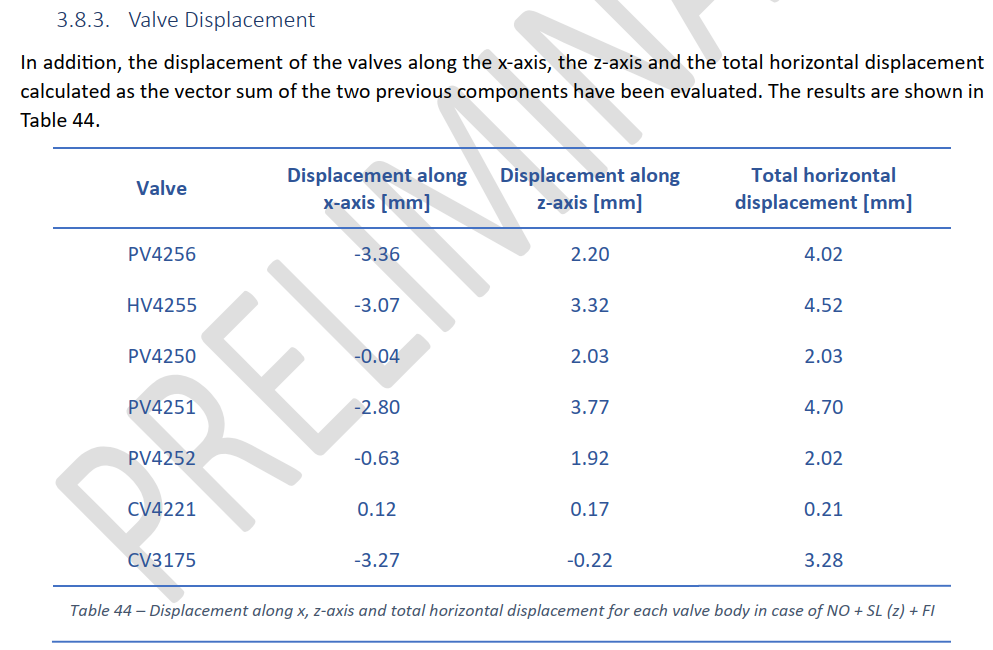 3.8.3. Valve Displacement
In addition, the displacement of the valves along the x-axis, the z-axis and the total horizontal displacement
calculated as the vector sum of the two previous components have been evaluated. The results are shown in
Table 44.
Valve Displacement along x-axis [mm] Displacement along z-axis [mm] Total horizontal displacement [mm]
PV4256 -3.36 2.20 4.02
HV4255 -3.07 3.32 4.52
PV4250 -0.04 2.03 2.03
PV4251 -2.80 3.77 4.70
PV4252 -0.63 1.92 2.02
CV4221 0.12 0.17 0.21
CV3175 -3.27 -0.22 3.28
Table 44 – Displacement along x, z-axis and total horizontal displacement for each valve body in case of NO + SL (z) + FI
PRELIMINA